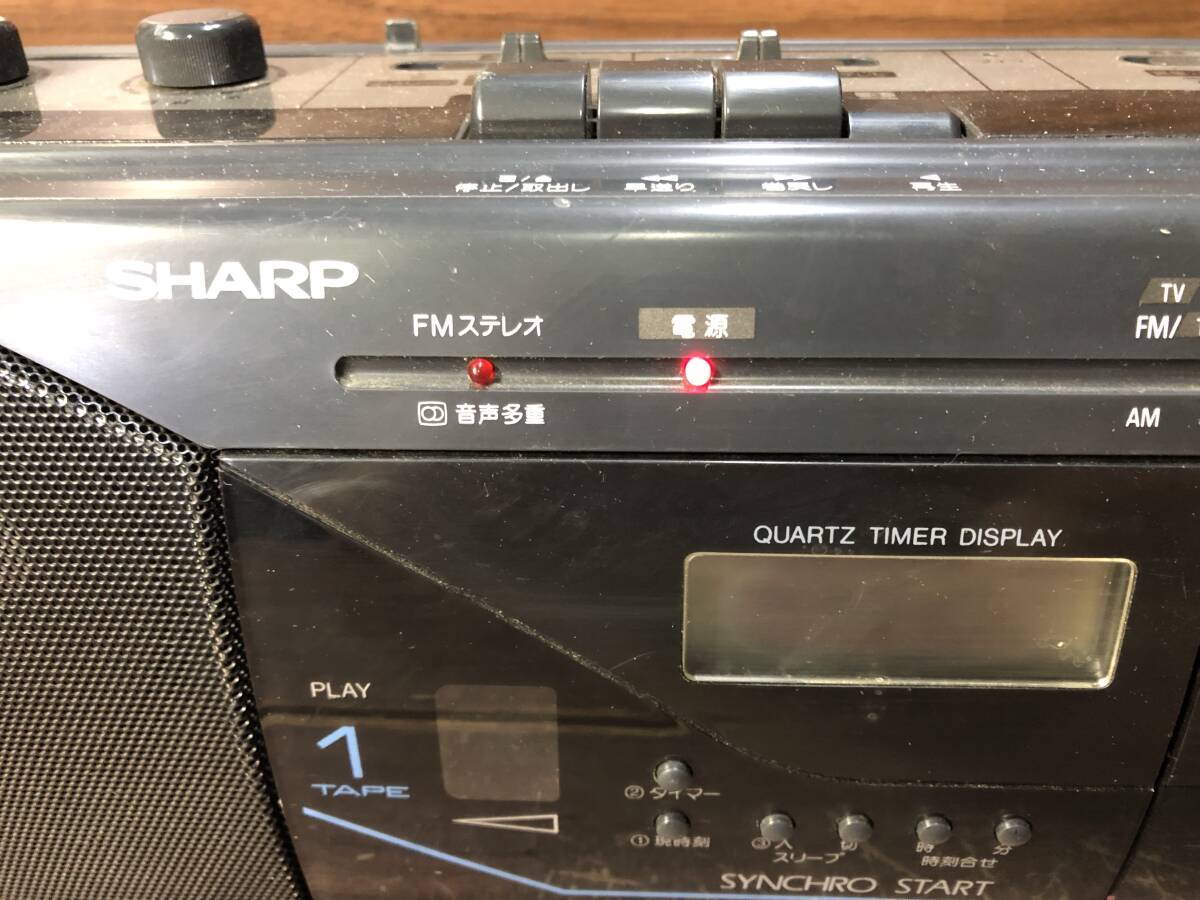 ■/▲ ◀◀ ▶▶ ◀
停止/取出し 早送り 巻戻し 再生
SHARP
FMステレオ 電源
TV
FM/
音声多重 AM
QUARTZ TIMER DISPLAY
PLAY
1
TAPE
②タイマー
①現時刻 ③入 切 時 分
スリープ 時刻合せ
SYNCHRO START